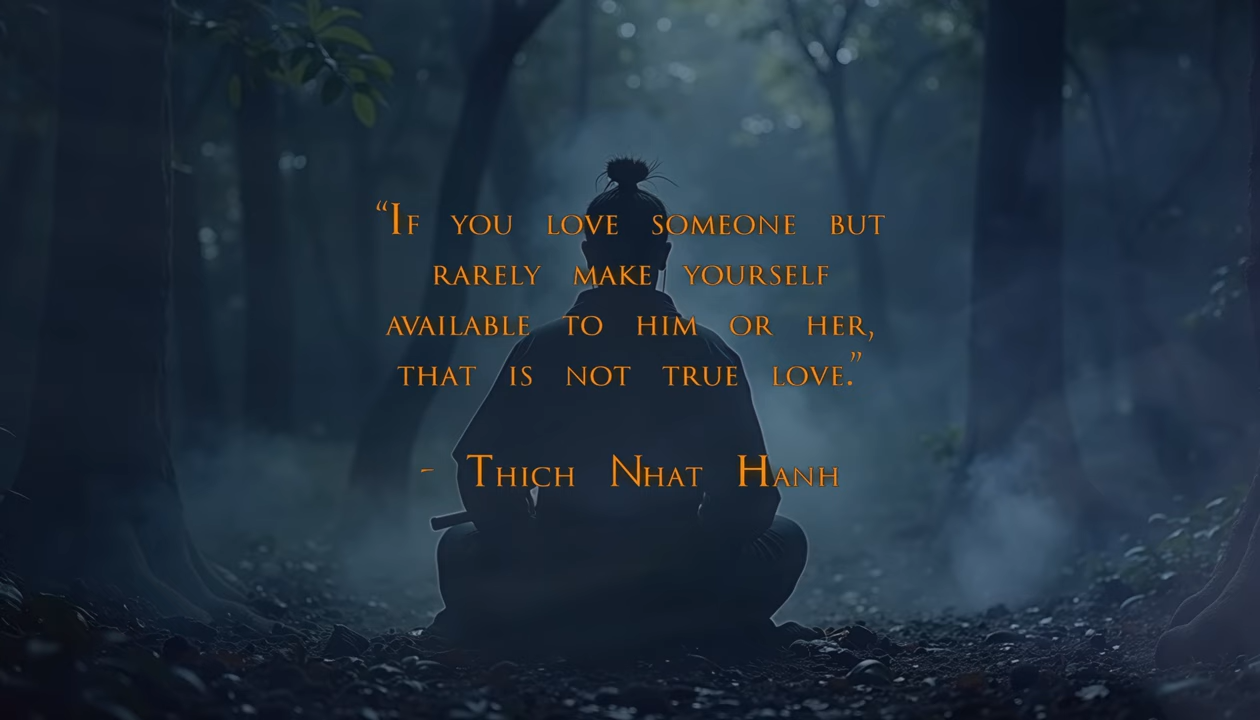 “If you love someone but
rarely make yourself
available to him or her,
that is not true love.”
- Thich Nhat Hanh